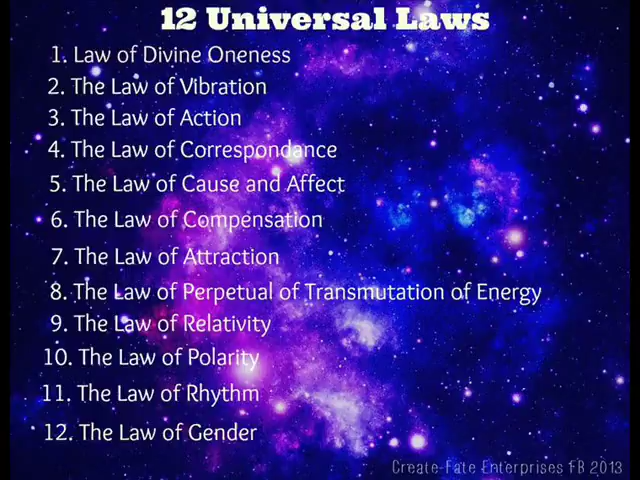 12 Universal Laws
1. Law of Divine Oneness
2. The Law of Vibration
3. The Law of Action
4. The Law of Correspondance
5. The Law of Cause and Affect
6. The Law of Compensation
7. The Law of Attraction
8. The Law of Perpetual of Transmutation of Energy
9. The Law of Relativity
10. The Law of Polarity
11. The Law of Rhythm
12. The Law of Gender
Create-Fate Enterprises FB 2013